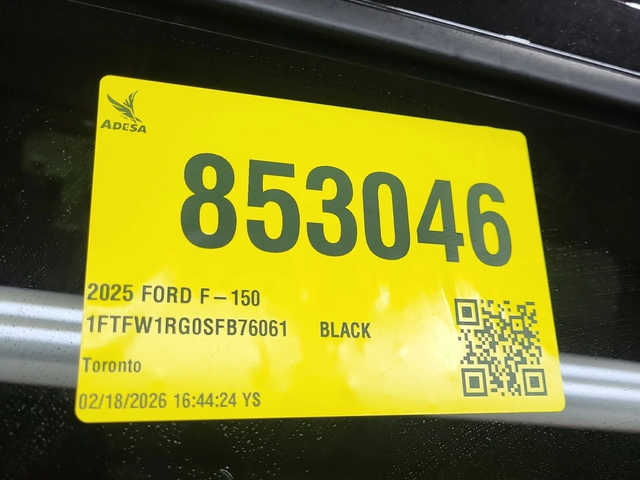 ADESA
853046
2025 FORD F-150
1FTFW1RG0SFB76061 BLACK
Toronto
02/18/2026 16:44:24 YS